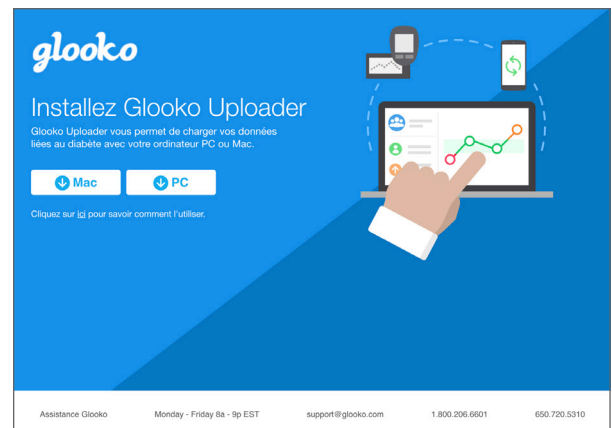 glooko
Installez Glooko Uploader
Glooko Uploader vous permet de charger vos données
liées au diabète avec votre ordinateur PC ou Mac.
Mac PC
Cliquez sur ici pour savoir comment l'utiliser.
Assistance Glooko Monday - Friday 8a - 9p EST support@glooko.com 1.800.206.6601 650.720.5310